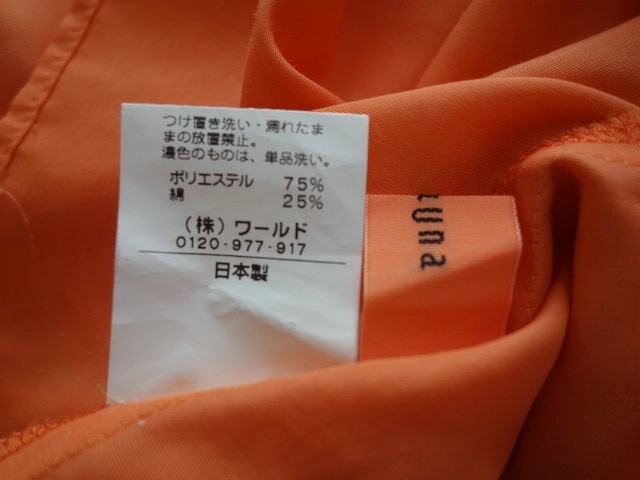 つけ置き洗い・濡れたま
まの放置禁止。
濃色のものは、単品洗い。
ポリエステル 75%
綿 25%
(株)ワールド
0120-977-917
日本製
una